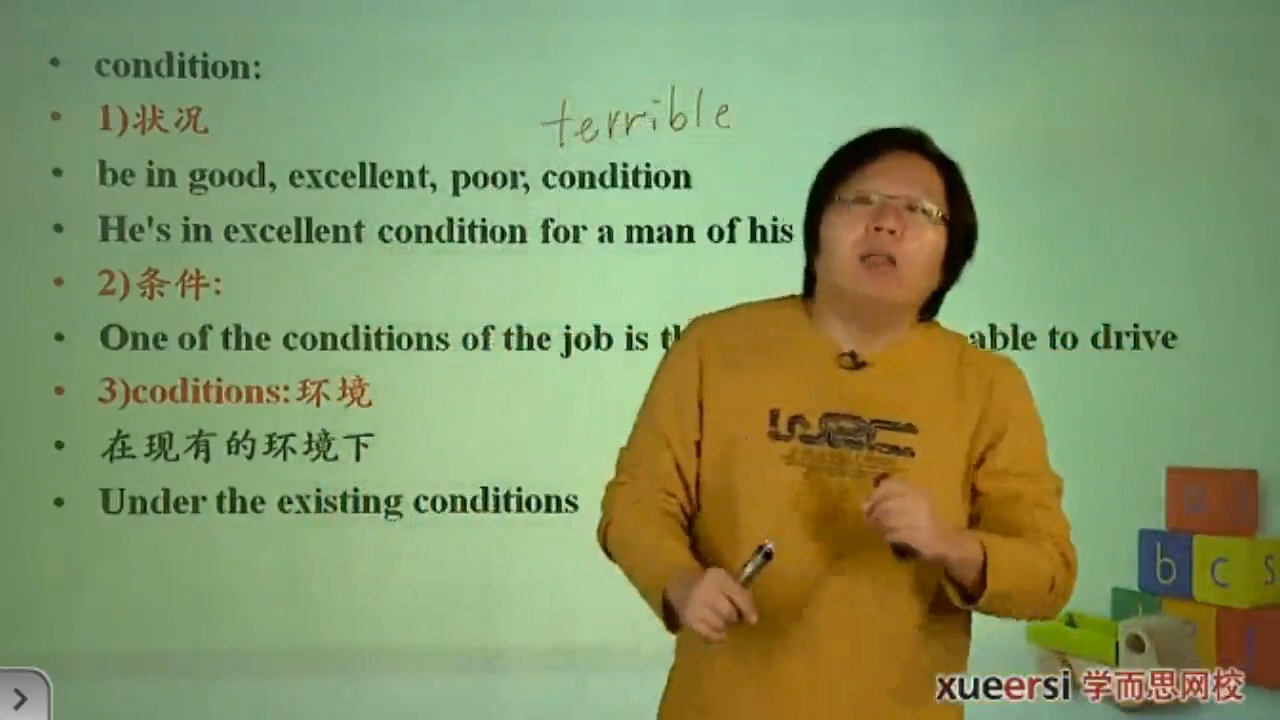 condition:
1)状况
terrible
be in good, excellent, poor, condition
He's in excellent condition for a man of his
2)条件:
One of the conditions of the job is able to drive
3)coditions:环境
在现有的环境下
Under the existing conditions
b c s
xueersi 学而思网校